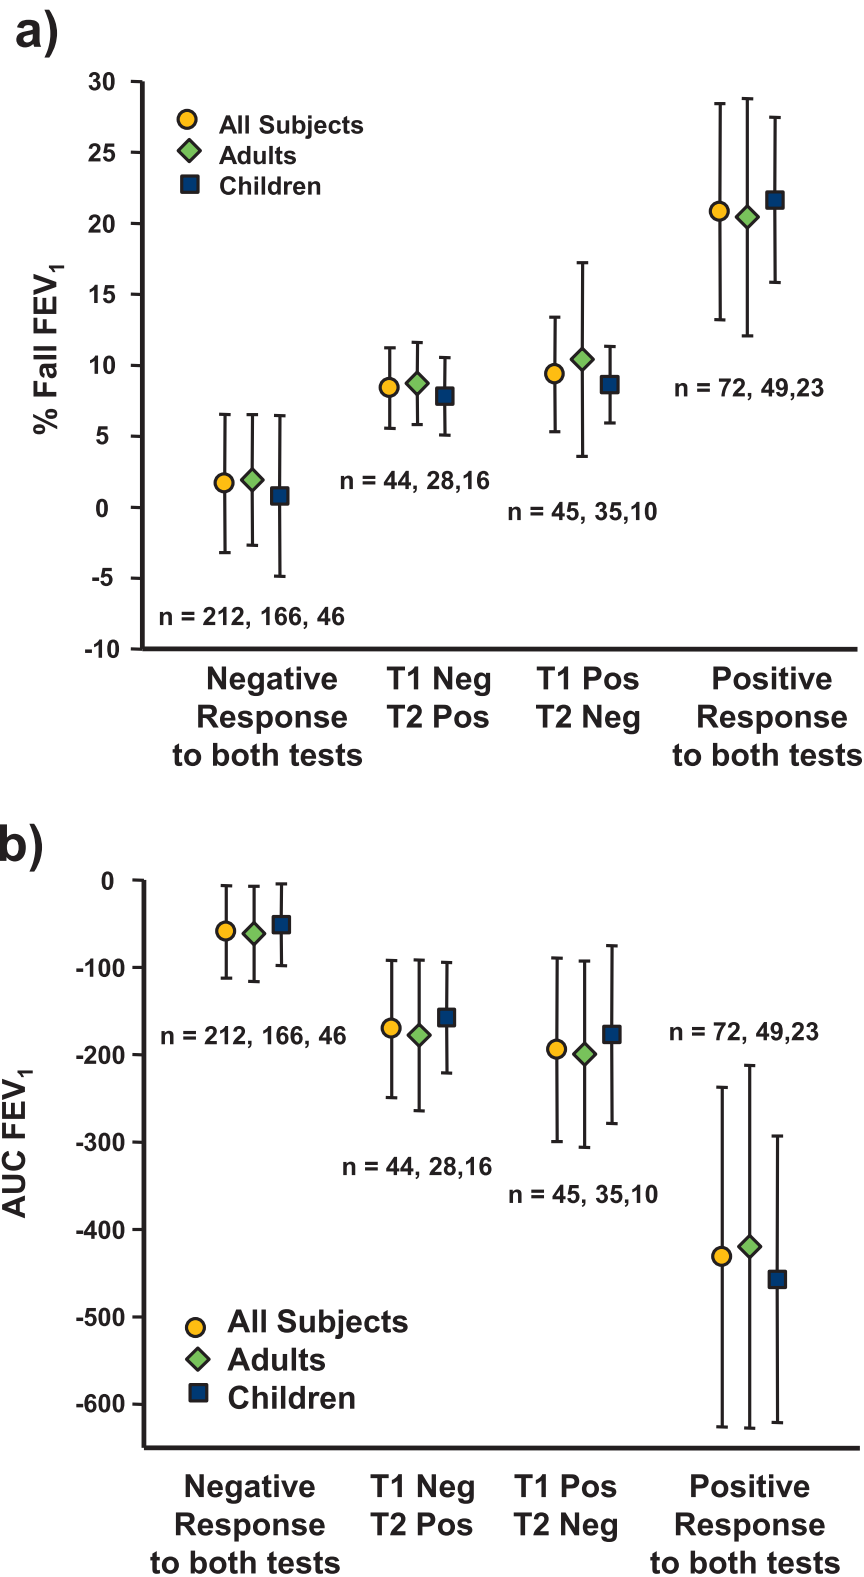 a)
30
25
20
15
10
5
0
-5
-10
% Fall FEV1
All Subjects
Adults
Children
n = 212, 166, 46
n = 44, 28,16
n = 45, 35,10
n = 72, 49,23
Negative
Response
to both tests
T1 Neg
T2 Pos
T1 Pos
T2 Neg
Positive
Response
to both tests
b)
0
-100
-200
-300
-400
-500
-600
AUC FEV1
n = 212, 166, 46
n = 44, 28,16
n = 45, 35,10
n = 72, 49,23
All Subjects
Adults
Children
Negative
Response
to both tests
T1 Neg
T2 Pos
T1 Pos
T2 Neg
Positive
Response
to both tests